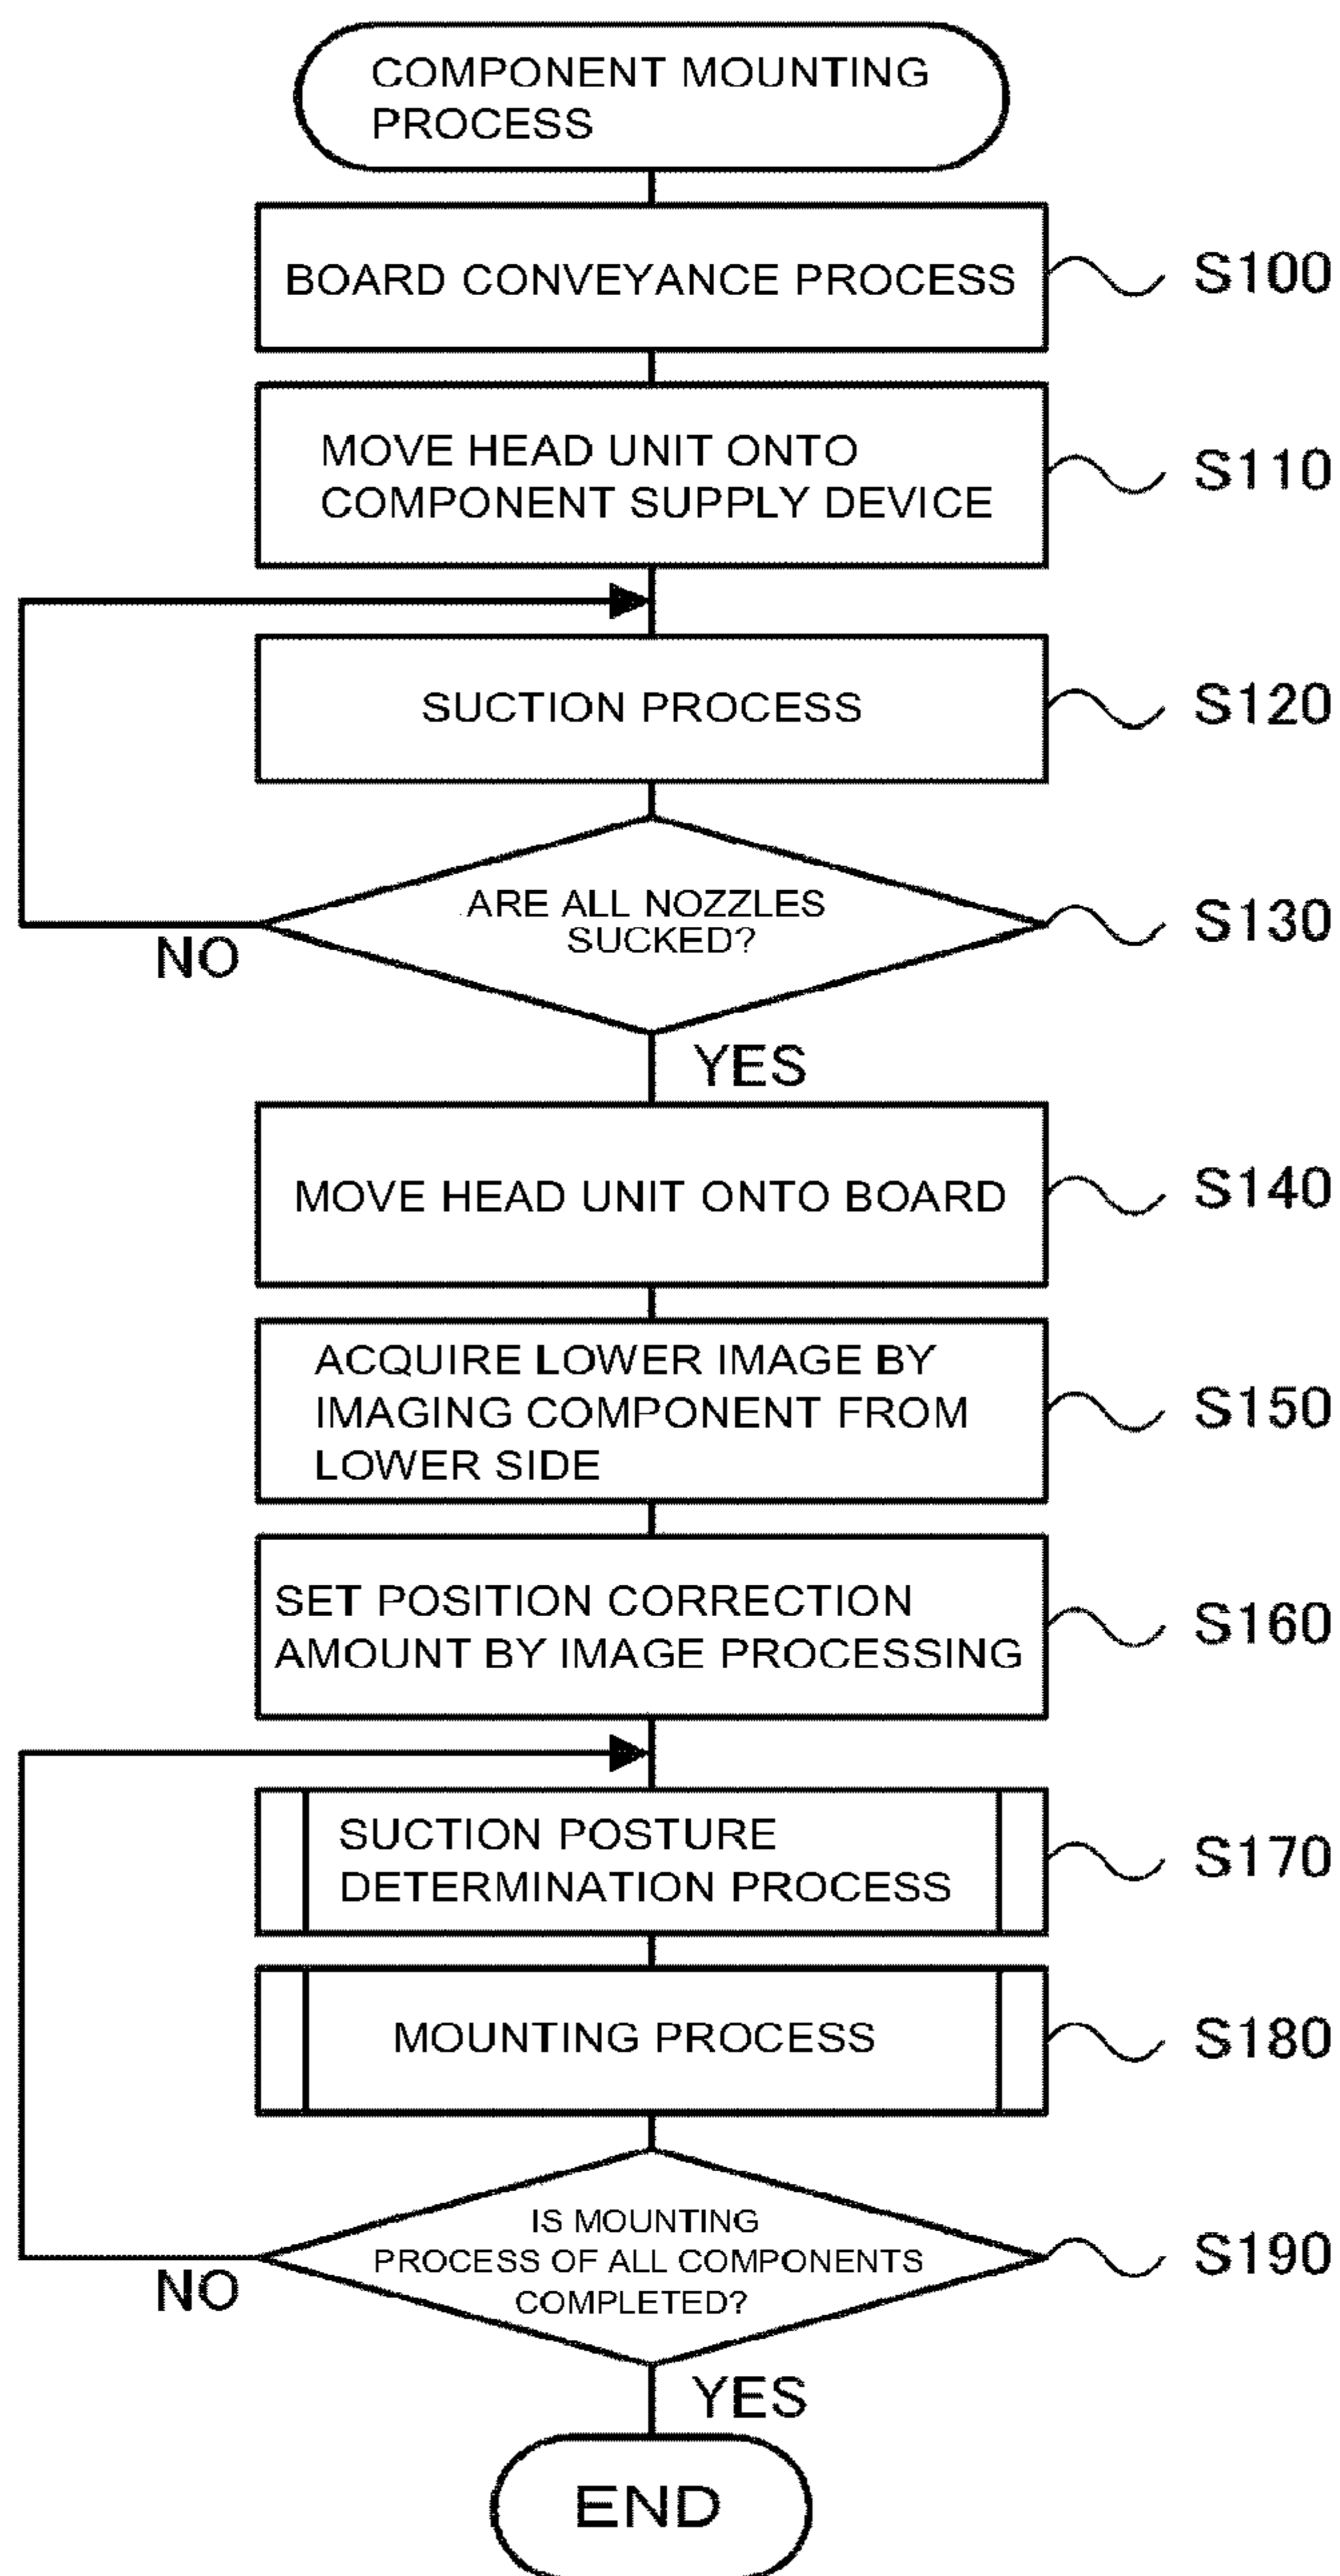 COMPONENT MOUNTING
PROCESS
BOARD CONVEYANCE PROCESS
S100
MOVE HEAD UNIT ONTO
COMPONENT SUPPLY DEVICE
S110
SUCTION PROCESS
S120
ARE ALL NOZZLES
SUCKED?
S130
NO
YES
MOVE HEAD UNIT ONTO BOARD
S140
ACQUIRE LOWER IMAGE BY
IMAGING COMPONENT FROM
LOWER SIDE
S150
SET POSITION CORRECTION
AMOUNT BY IMAGE PROCESSING
S160
SUCTION POSTURE
DETERMINATION PROCESS
S170
MOUNTING PROCESS
S180
IS MOUNTING
PROCESS OF ALL COMPONENTS
COMPLETED?
S190
NO
YES
END